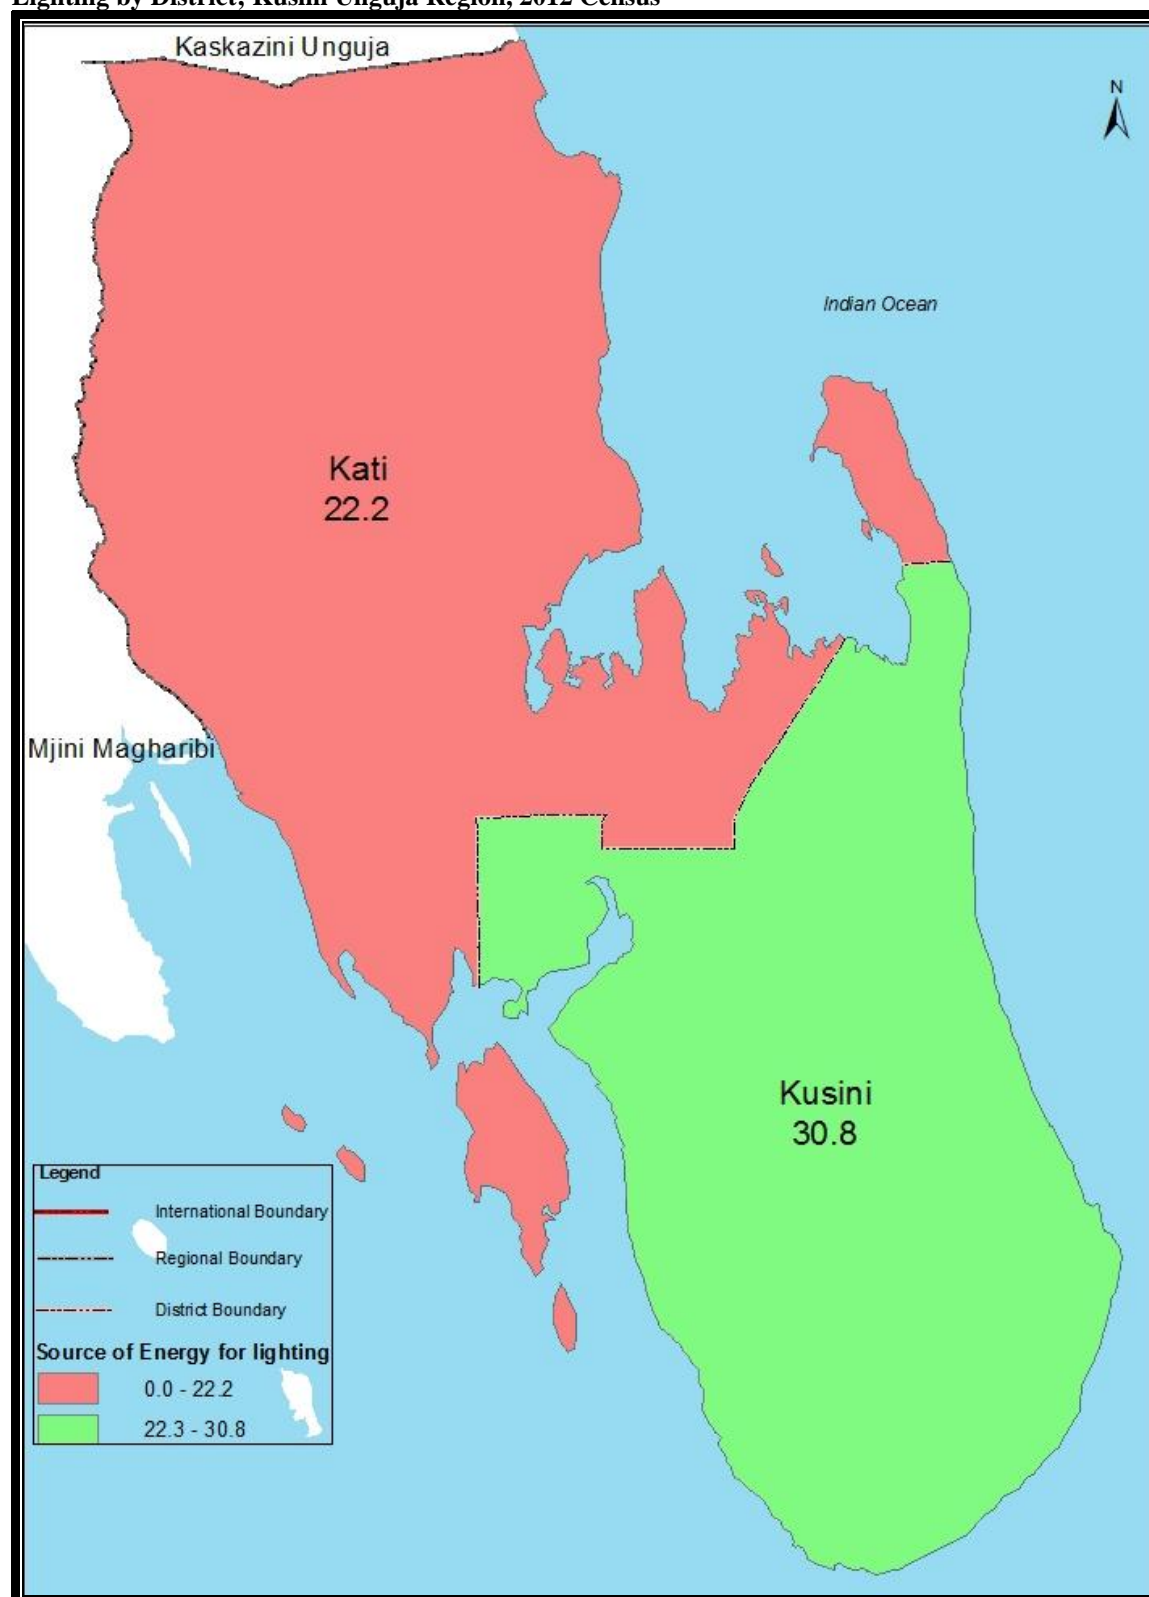 Lighting by District; Kusini Unguja Region, 2012 Census
Kaskazini Unguja
N
Indian Ocean
Kati
22.2
Mjini Magharibi
Kusini
30.8
Legend
International Boundary
Regional Boundary
District Boundary
Source of Energy for lighting
0.0 - 22.2
22.3 - 30.8